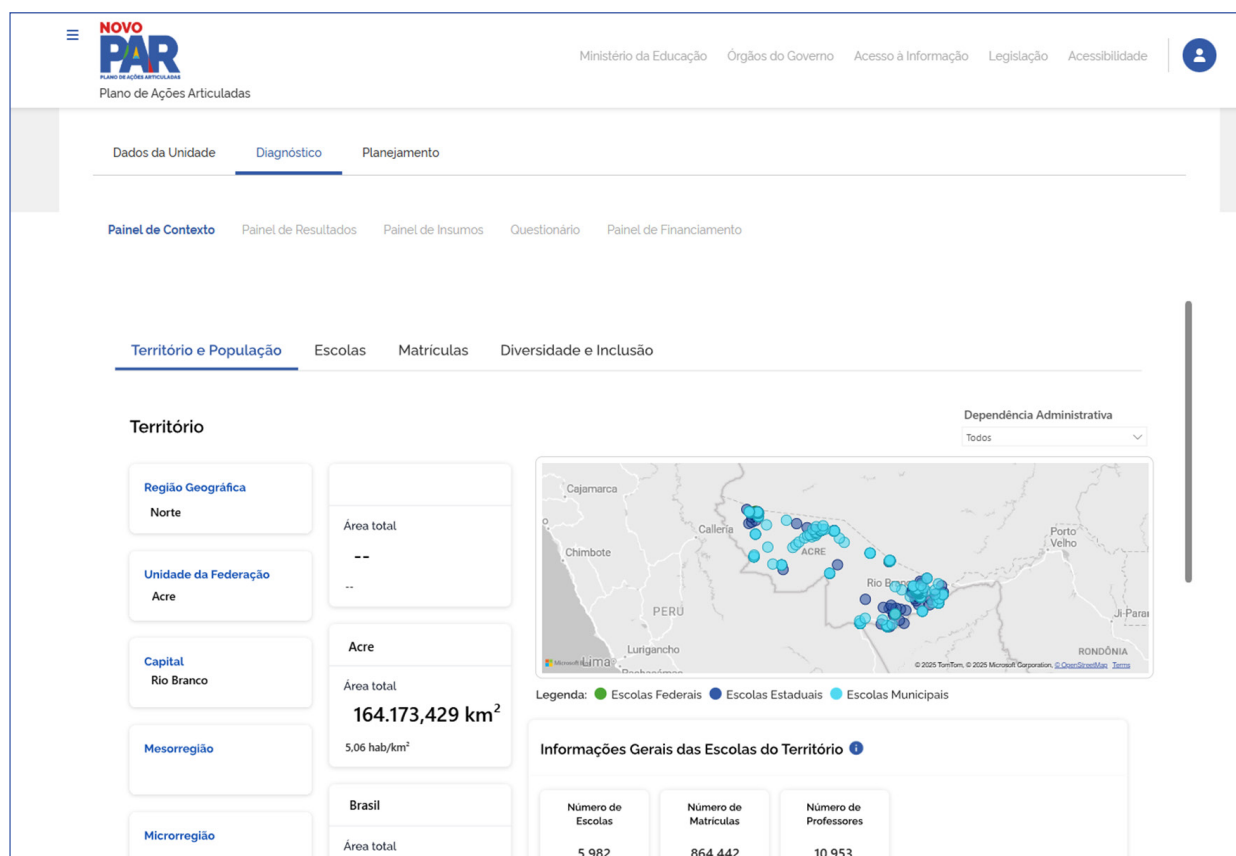 NOVO
PAR
PLANO DE AÇÕES ARTICULADAS
Plano de Ações Articuladas
Ministério da Educação Órgãos do Governo Acesso à Informação Legislação Acessibilidade
Dados da Unidade Diagnóstico Planejamento
Painel de Contexto Painel de Resultados Painel de Insumos Questionário Painel de Financiamento
Território e População Escolas Matrículas Diversidade e Inclusão
Território
Dependência Administrativa
Todos
Região Geográfica
Norte
Unidade da Federação
Acre
Capital
Rio Branco
Mesorregião
Microrregião
Área total
--
--
Acre
Área total
164.173,429 km²
5,06 hab/km²
Brasil
Área total
Cajamarca
Calleria
Chimbote
ACRE
Porto
Velho
PERU
Ji-Para
Lurigancho
Lima
RONDÔNIA
Microsoft
© 2025 TomTom, © 2025 Microsoft Corporation, © OpenStreetMap Terms
Legenda: Escolas Federais Escolas Estaduais Escolas Municipais
Informações Gerais das Escolas do Território
Número de
Escolas
5.982
Número de
Matrículas
864.442
Número de
Professores
10.953